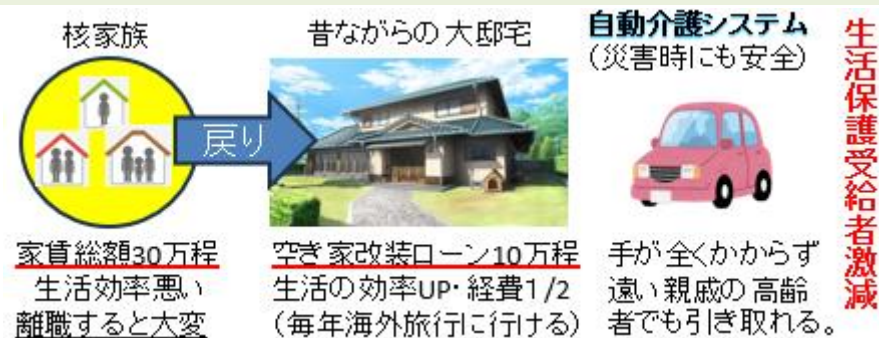 核家族
戻り
家賃総額30万程
生活効率悪い
離職すると大変
昔ながらの大邸宅
空き家改装ローン10万程
生活の効率UP・経費1/2
(毎年海外旅行に行ける)
自動介護システム
(災害時にも安全)
手が全くかからず
遠い親戚の高齢
者でも引き取れる。
生活保護受給者激減